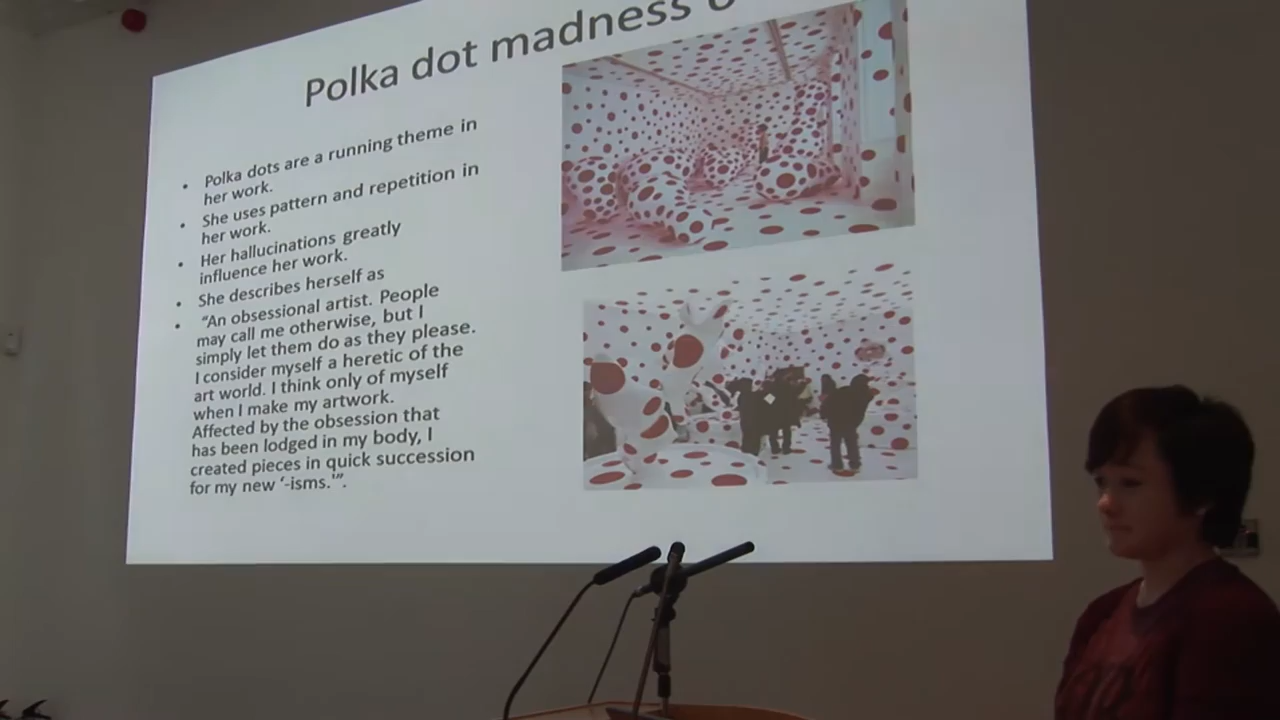 Polka dot madness
• Polka dots are a running theme in
her work.
• She uses pattern and repetition in
her work.
• Her hallucinations greatly
influence her work.
• She describes herself as
• “An obsessional artist. People
may call me otherwise, but I
simply let them do as they please.
I consider myself a heretic of the
art world. I think only of myself
when I make my artwork.
Affected by the obsession that
has been lodged in my body, I
created pieces in quick succession
for my new ‘-isms.’”.